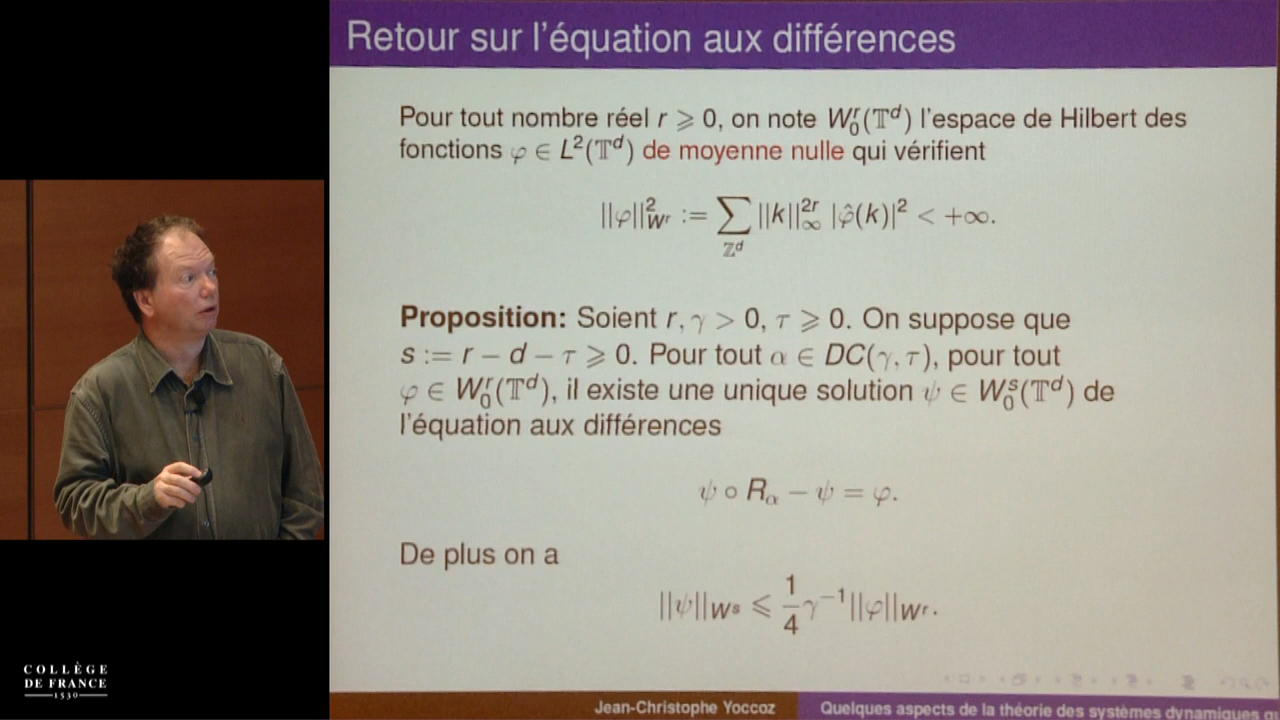 Retour sur l'équation aux différences
Pour tout nombre réel r ⩾ 0, on note W₀ʳ(𝕋ᵈ) l'espace de Hilbert des
fonctions φ ∈ L²(𝕋ᵈ) de moyenne nulle qui vérifient
||φ||²_{Wʳ} := ∑_{ℤᵈ} ||k||_∞^{2r} |φ̂(k)|² < +∞.
Proposition: Soient r, γ > 0, τ ⩾ 0. On suppose que
s := r − d − τ ⩾ 0. Pour tout α ∈ DC(γ, τ), pour tout
φ ∈ W₀ʳ(𝕋ᵈ), il existe une unique solution ψ ∈ W₀ˢ(𝕋ᵈ) de
l'équation aux différences
ψ ∘ R_α − ψ = φ.
De plus on a
||ψ||_{Wˢ} ⩽ 1/4 γ⁻¹ ||φ||_{Wʳ}.
COLLÈGE
DE FRANCE
1530
Jean-Christophe Yoccoz
Quelques aspects de la théorie des systèmes dynamiques